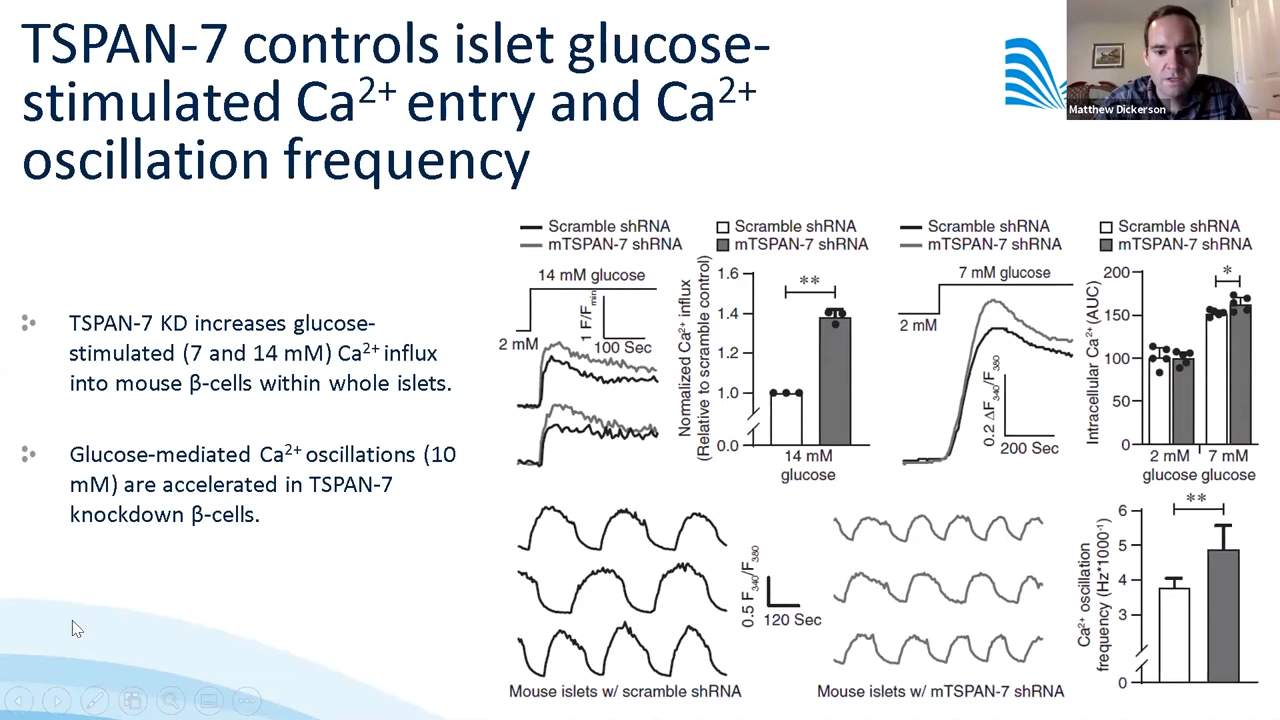 TSPAN-7 controls islet glucose-
stimulated Ca2+ entry and Ca2+
oscillation frequency
Matthew Dickerson
TSPAN-7 KD increases glucose-
stimulated (7 and 14 mM) Ca2+ influx
into mouse β-cells within whole islets.
Glucose-mediated Ca2+ oscillations (10
mM) are accelerated in TSPAN-7
knockdown β-cells.
Scramble shRNA
mTSPAN-7 shRNA
14 mM glucose
2 mM
1 F/Fmin
100 Sec
Scramble shRNA
mTSPAN-7 shRNA
Normalized Ca2+ influx
(Relative to scramble control)
1.6
1.4
1.2
1.0
0.0
**
14 mM
glucose
Scramble shRNA
mTSPAN-7 shRNA
7 mM glucose
2 mM
0.2 ΔF340/F380
200 Sec
Scramble shRNA
mTSPAN-7 shRNA
Intracellular Ca2+ (AUC)
200
150
100
50
0
*
2 mM 7 mM
glucose glucose
0.5 F340/F380
120 Sec
Mouse islets w/ scramble shRNA
Mouse islets w/ mTSPAN-7 shRNA
Ca2+ oscillation
frequency (Hz*1000-1)
6
5
4
3
0
**